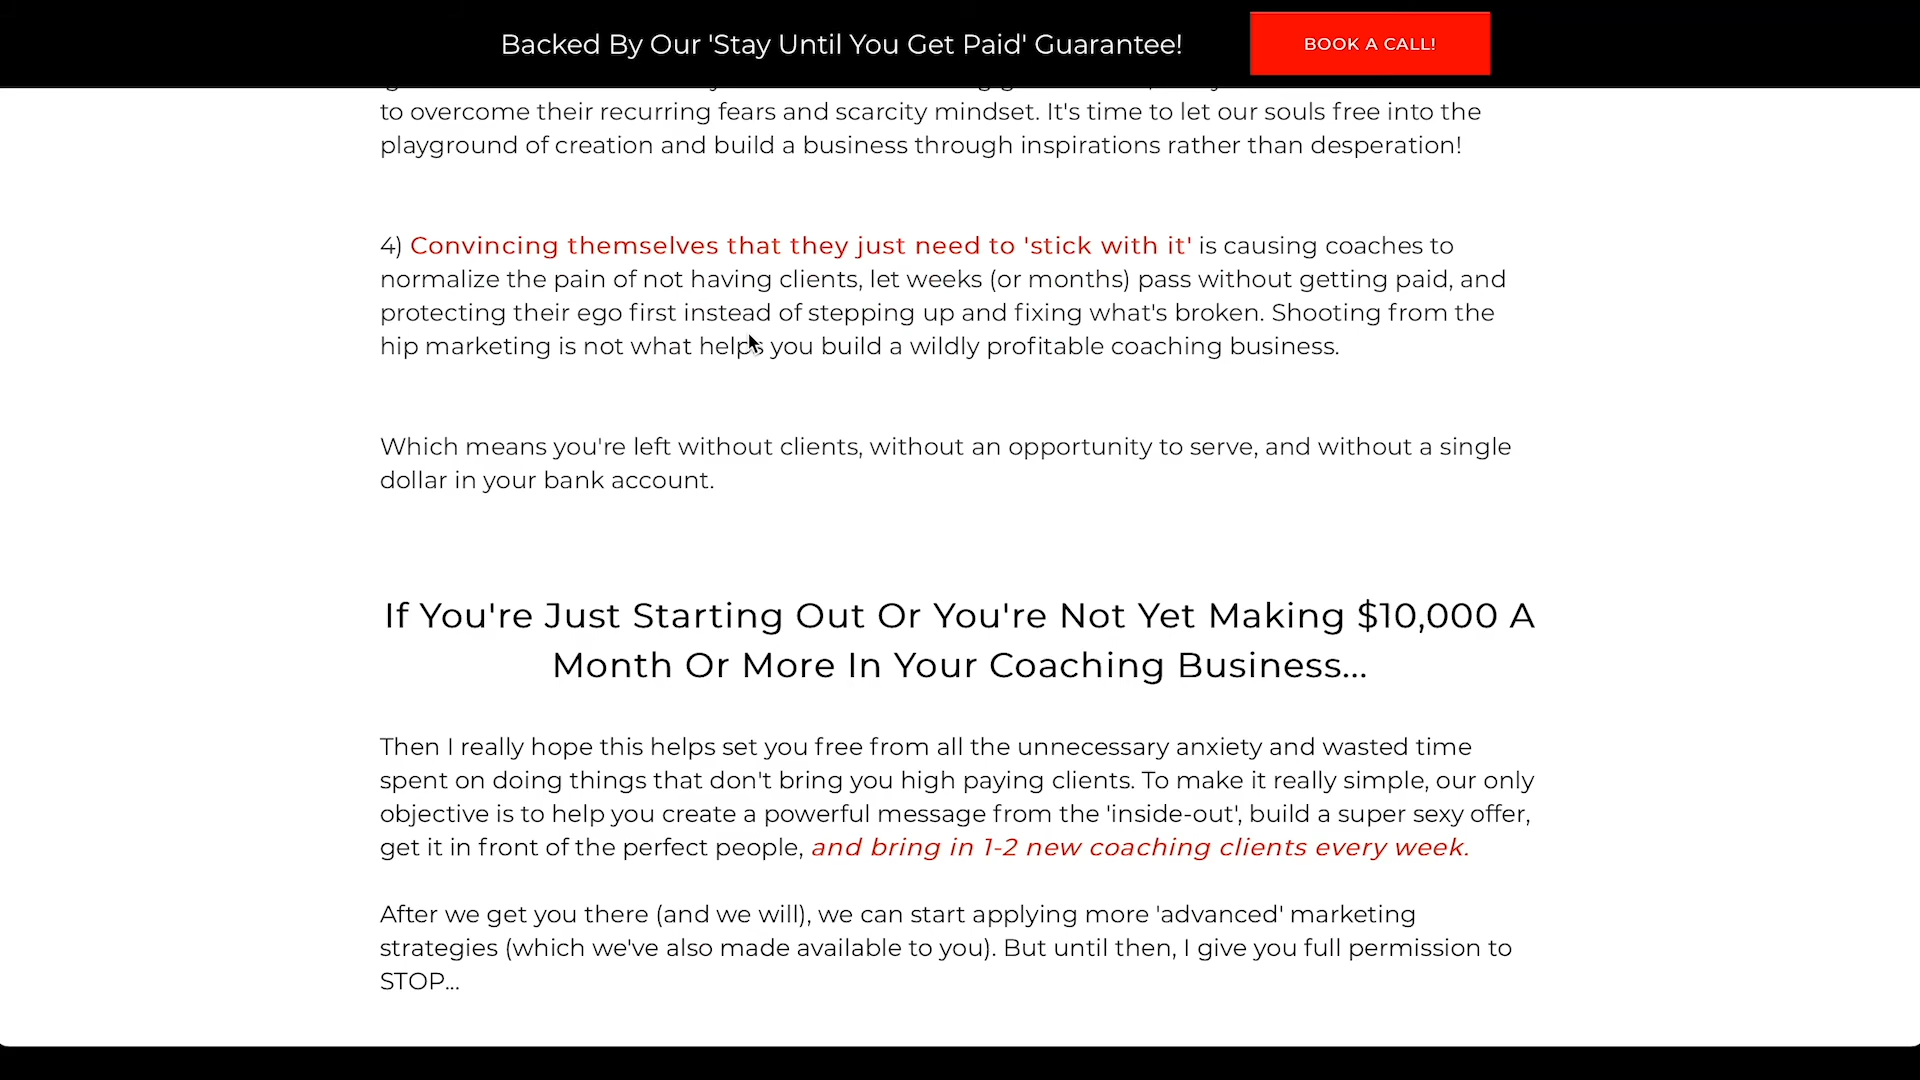 Backed By Our 'Stay Until You Get Paid' Guarantee!
BOOK A CALL!
to overcome their recurring fears and scarcity mindset. It's time to let our souls free into the
playground of creation and build a business through inspirations rather than desperation!
4) Convincing themselves that they just need to 'stick with it' is causing coaches to
normalize the pain of not having clients, let weeks (or months) pass without getting paid, and
protecting their ego first instead of stepping up and fixing what's broken. Shooting from the
hip marketing is not what helps you build a wildly profitable coaching business.
Which means you're left without clients, without an opportunity to serve, and without a single
dollar in your bank account.
If You're Just Starting Out Or You're Not Yet Making $10,000 A
Month Or More In Your Coaching Business...
Then I really hope this helps set you free from all the unnecessary anxiety and wasted time
spent on doing things that don't bring you high paying clients. To make it really simple, our only
objective is to help you create a powerful message from the 'inside-out', build a super sexy offer,
get it in front of the perfect people, and bring in 1-2 new coaching clients every week.
After we get you there (and we will), we can start applying more 'advanced' marketing
strategies (which we've also made available to you). But until then, I give you full permission to
STOP...